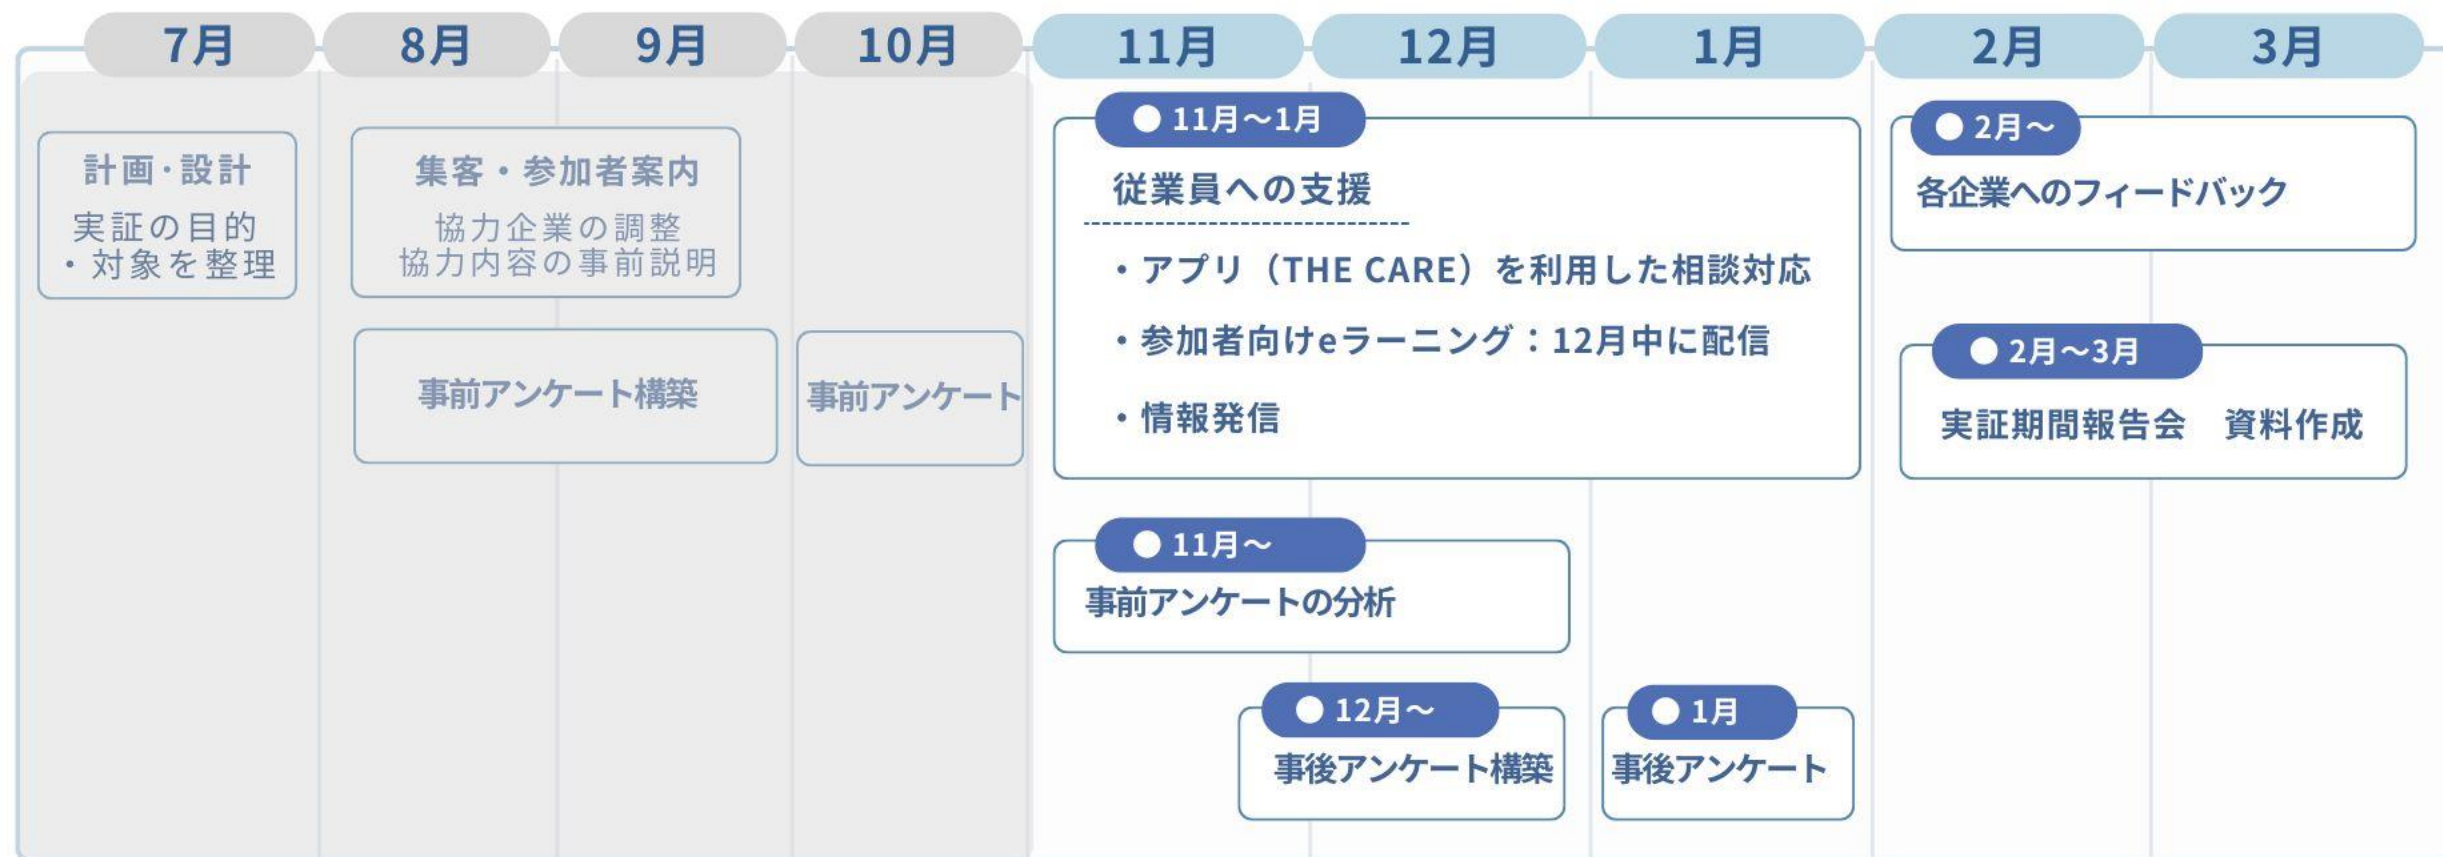 7月
8月
9月
10月
11月
12月
1月
2月
3月
計画・設計
実証の目的
・対象を整理
集客・参加者案内
協力企業の調整
協力内容の事前説明
事前アンケート構築
事前アンケート
● 11月～1月
従業員への支援
・アプリ（THE CARE）を利用した相談対応
・参加者向けeラーニング：12月中に配信
・情報発信
● 11月～
事前アンケートの分析
● 12月～
事後アンケート構築
● 1月
事後アンケート
● 2月～
各企業へのフィードバック
● 2月～3月
実証期間報告会　資料作成